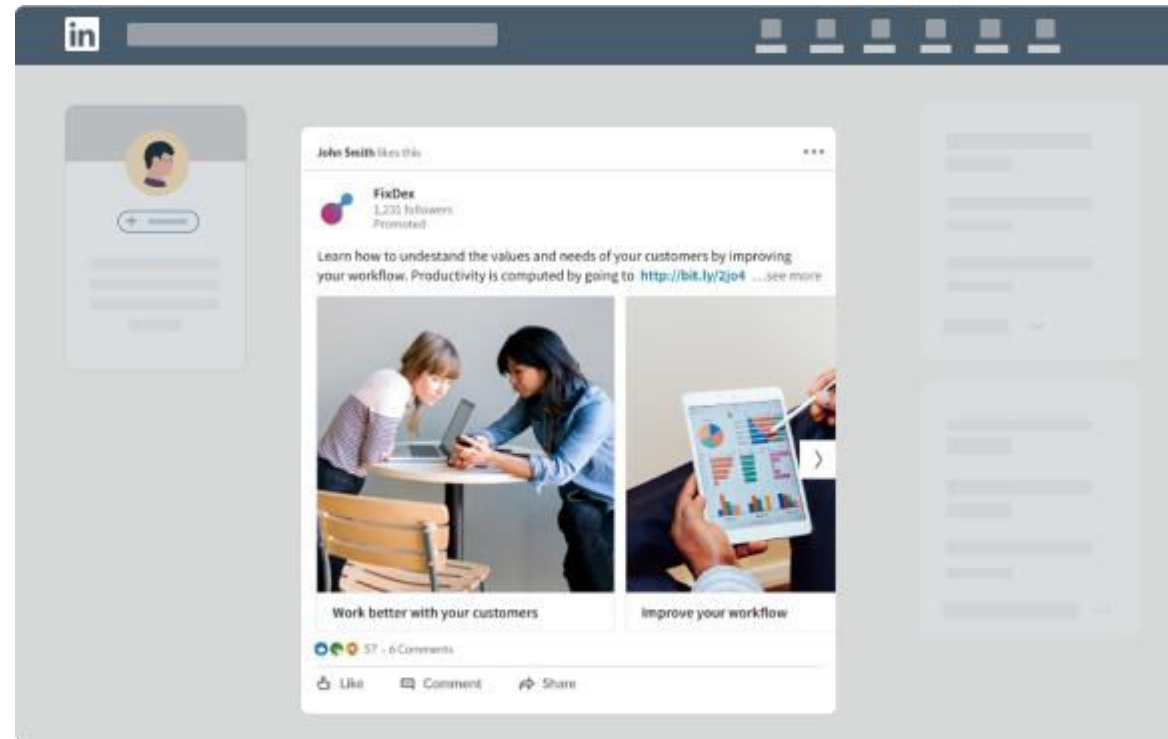 in
John Smith likes this
FixDex
1,231 followers
Promoted
Learn how to undestand the values and needs of your customers by improving
your workflow. Productivity is computed by going to http://bit.ly/2jo4 ...see more
Work better with your customers
Improve your workflow
57 - 6 Comments
Like Comment Share